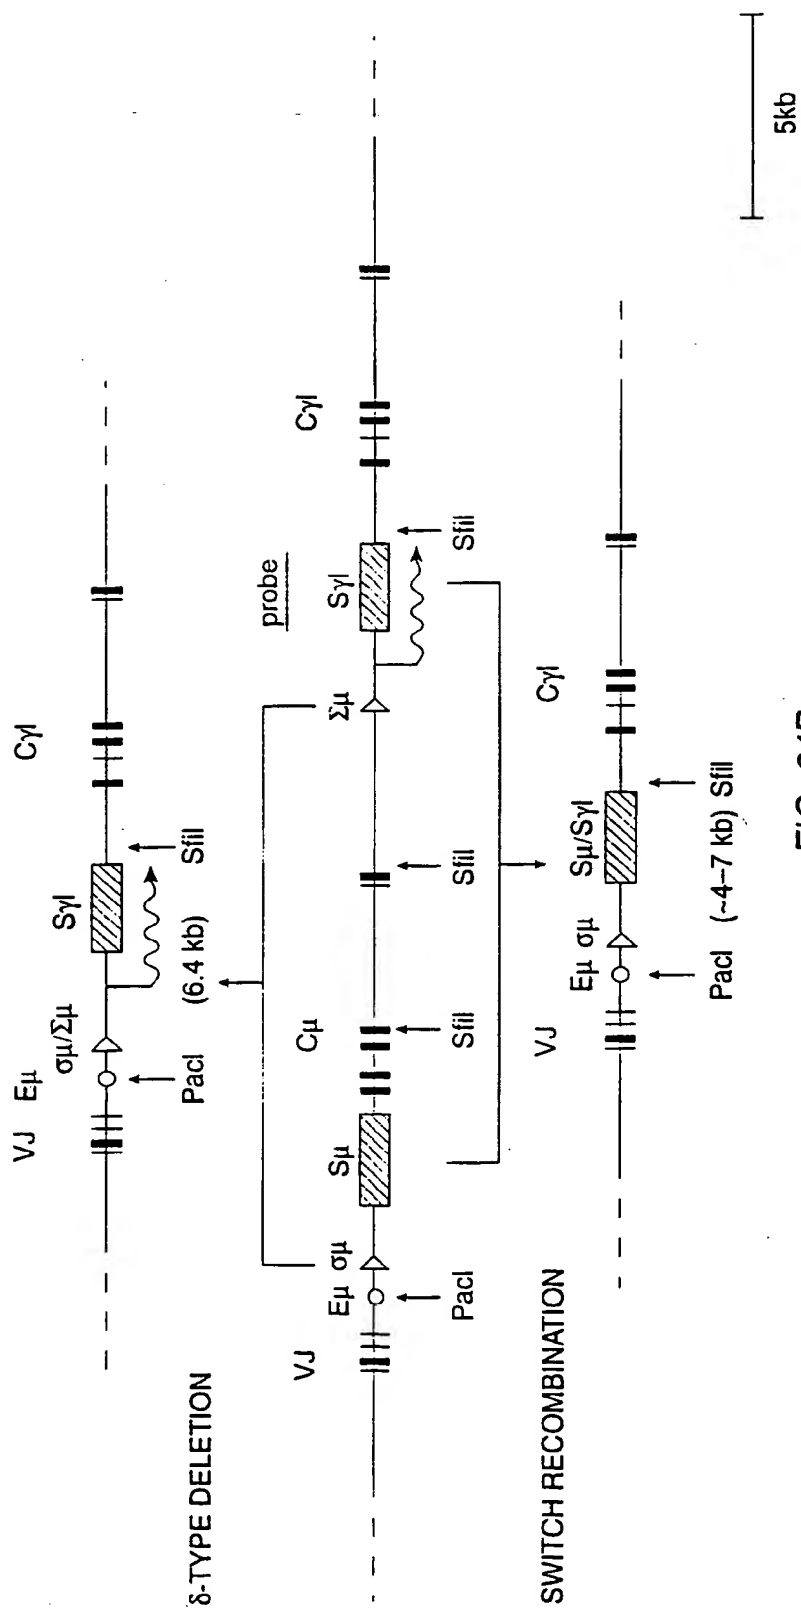 δ-TYPE DELETION
VJ Eμ σμ/Σμ Sγl Cγl
PacI (6.4 kb) SfiI
VJ Eμ σμ Sμ Cμ Σμ Sγl Cγl
probe
PacI SfiI SfiI SfiI
SWITCH RECOMBINATION
VJ Eμ σμ Sμ/Sγl Cγl
PacI (~4–7 kb) SfiI
5kb